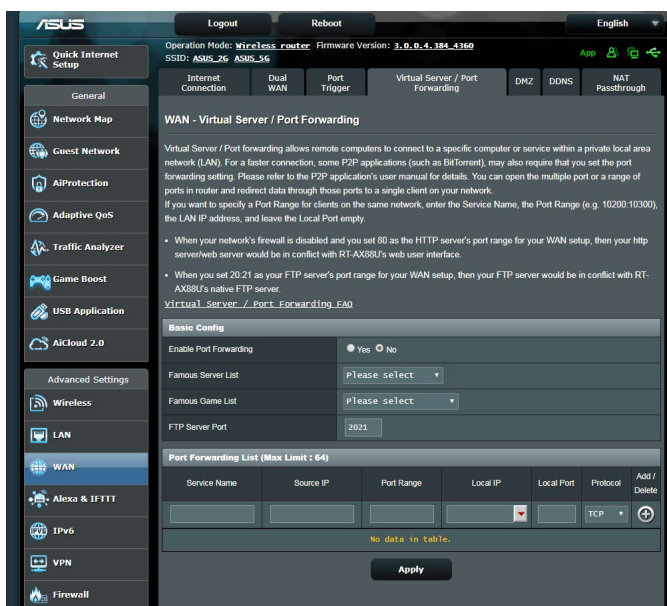 ASUS
Logout
Reboot
English
Quick Internet
Setup
Operation Mode: Wireless router Firmware Version: 3.0.0.4.384_4360
SSID: ASUS_2G ASUS_5G
App
General
Network Map
Guest Network
AiProtection
Adaptive QoS
Traffic Analyzer
Game Boost
USB Application
AiCloud 2.0
Advanced Settings
Wireless
LAN
WAN
Alexa & IFTTT
IPv6
VPN
Firewall
Internet
Connection
Dual
WAN
Port
Trigger
Virtual Server / Port
Forwarding
DMZ
DDNS
NAT
Passthrough
WAN - Virtual Server / Port Forwarding
Virtual Server / Port forwarding allows remote computers to connect to a specific computer or service within a private local area
network (LAN). For a faster connection, some P2P applications (such as BitTorrent), may also require that you set the port
forwarding setting. Please refer to the P2P application's user manual for details. You can open the multiple port or a range of
ports in router and redirect data through those ports to a single client on your network.
If you want to specify a Port Range for clients on the same network, enter the Service Name, the Port Range (e.g. 10200:10300),
the LAN IP address, and leave the Local Port empty.
• When your network's firewall is disabled and you set 80 as the HTTP server's port range for your WAN setup, then your http
server/web server would be in conflict with RT-AX88U's web user interface.
• When you set 20:21 as your FTP server's port range for your WAN setup, then your FTP server would be in conflict with RT-
AX88U's native FTP server.
Virtual Server / Port Forwarding FAQ
Basic Config
Enable Port Forwarding Yes No
Famous Server List Please select
Famous Game List Please select
FTP Server Port 2021
Port Forwarding List (Max Limit : 64)
Service Name Source IP Port Range Local IP Local Port Protocol Add /
Delete
TCP
No data in table.
Apply